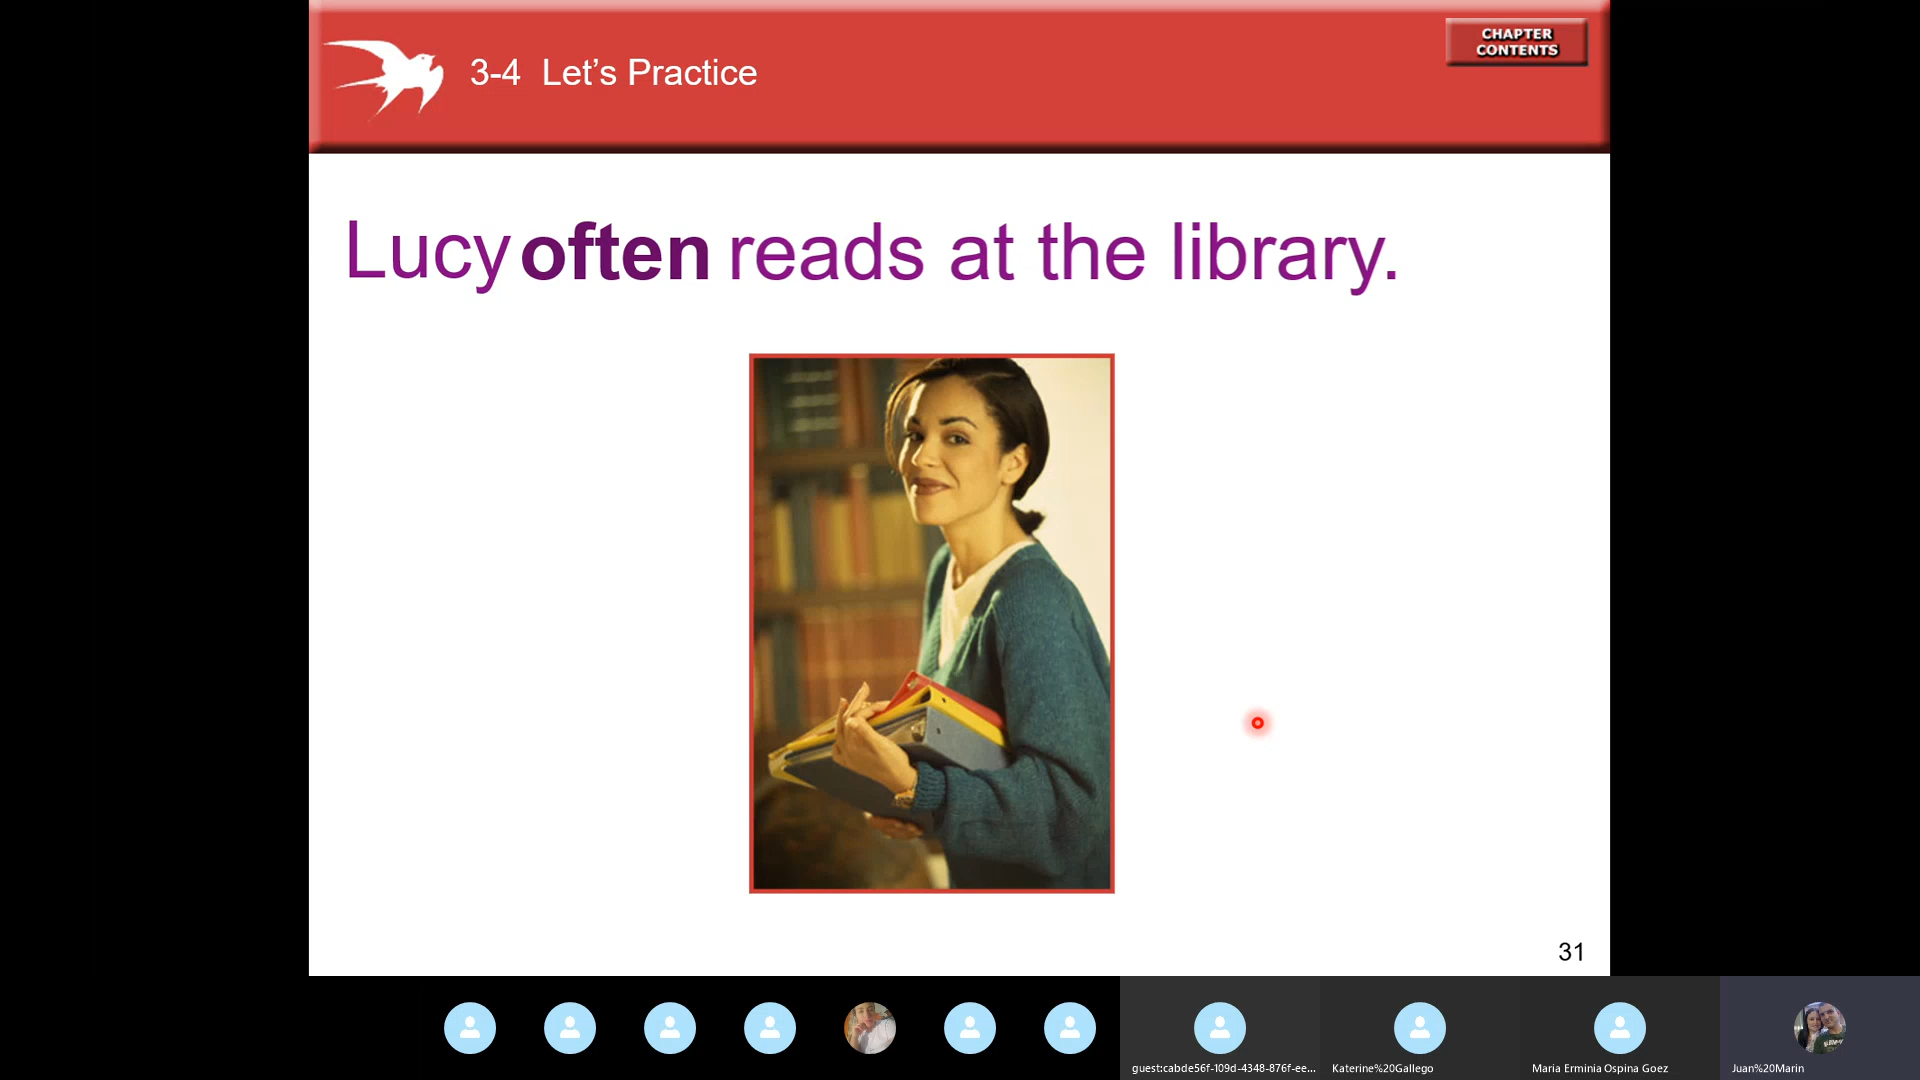 3-4 Let’s Practice
CHAPTER
CONTENTS
Lucy often reads at the library.
31
guest:cabde56f-109d-4348-876f-ee...
Katerine%20Gallego
Maria Erminia Ospina Goez
Juan%20Marin